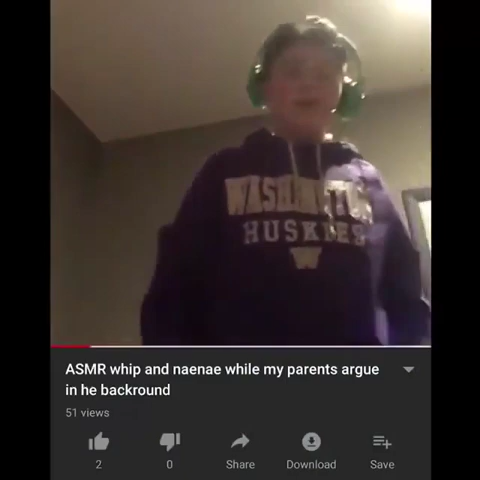 WASHINGTON
HUSKIES
W
ASMR whip and naenae while my parents argue
in he backround
51 views
2
0
Share
Download
Save